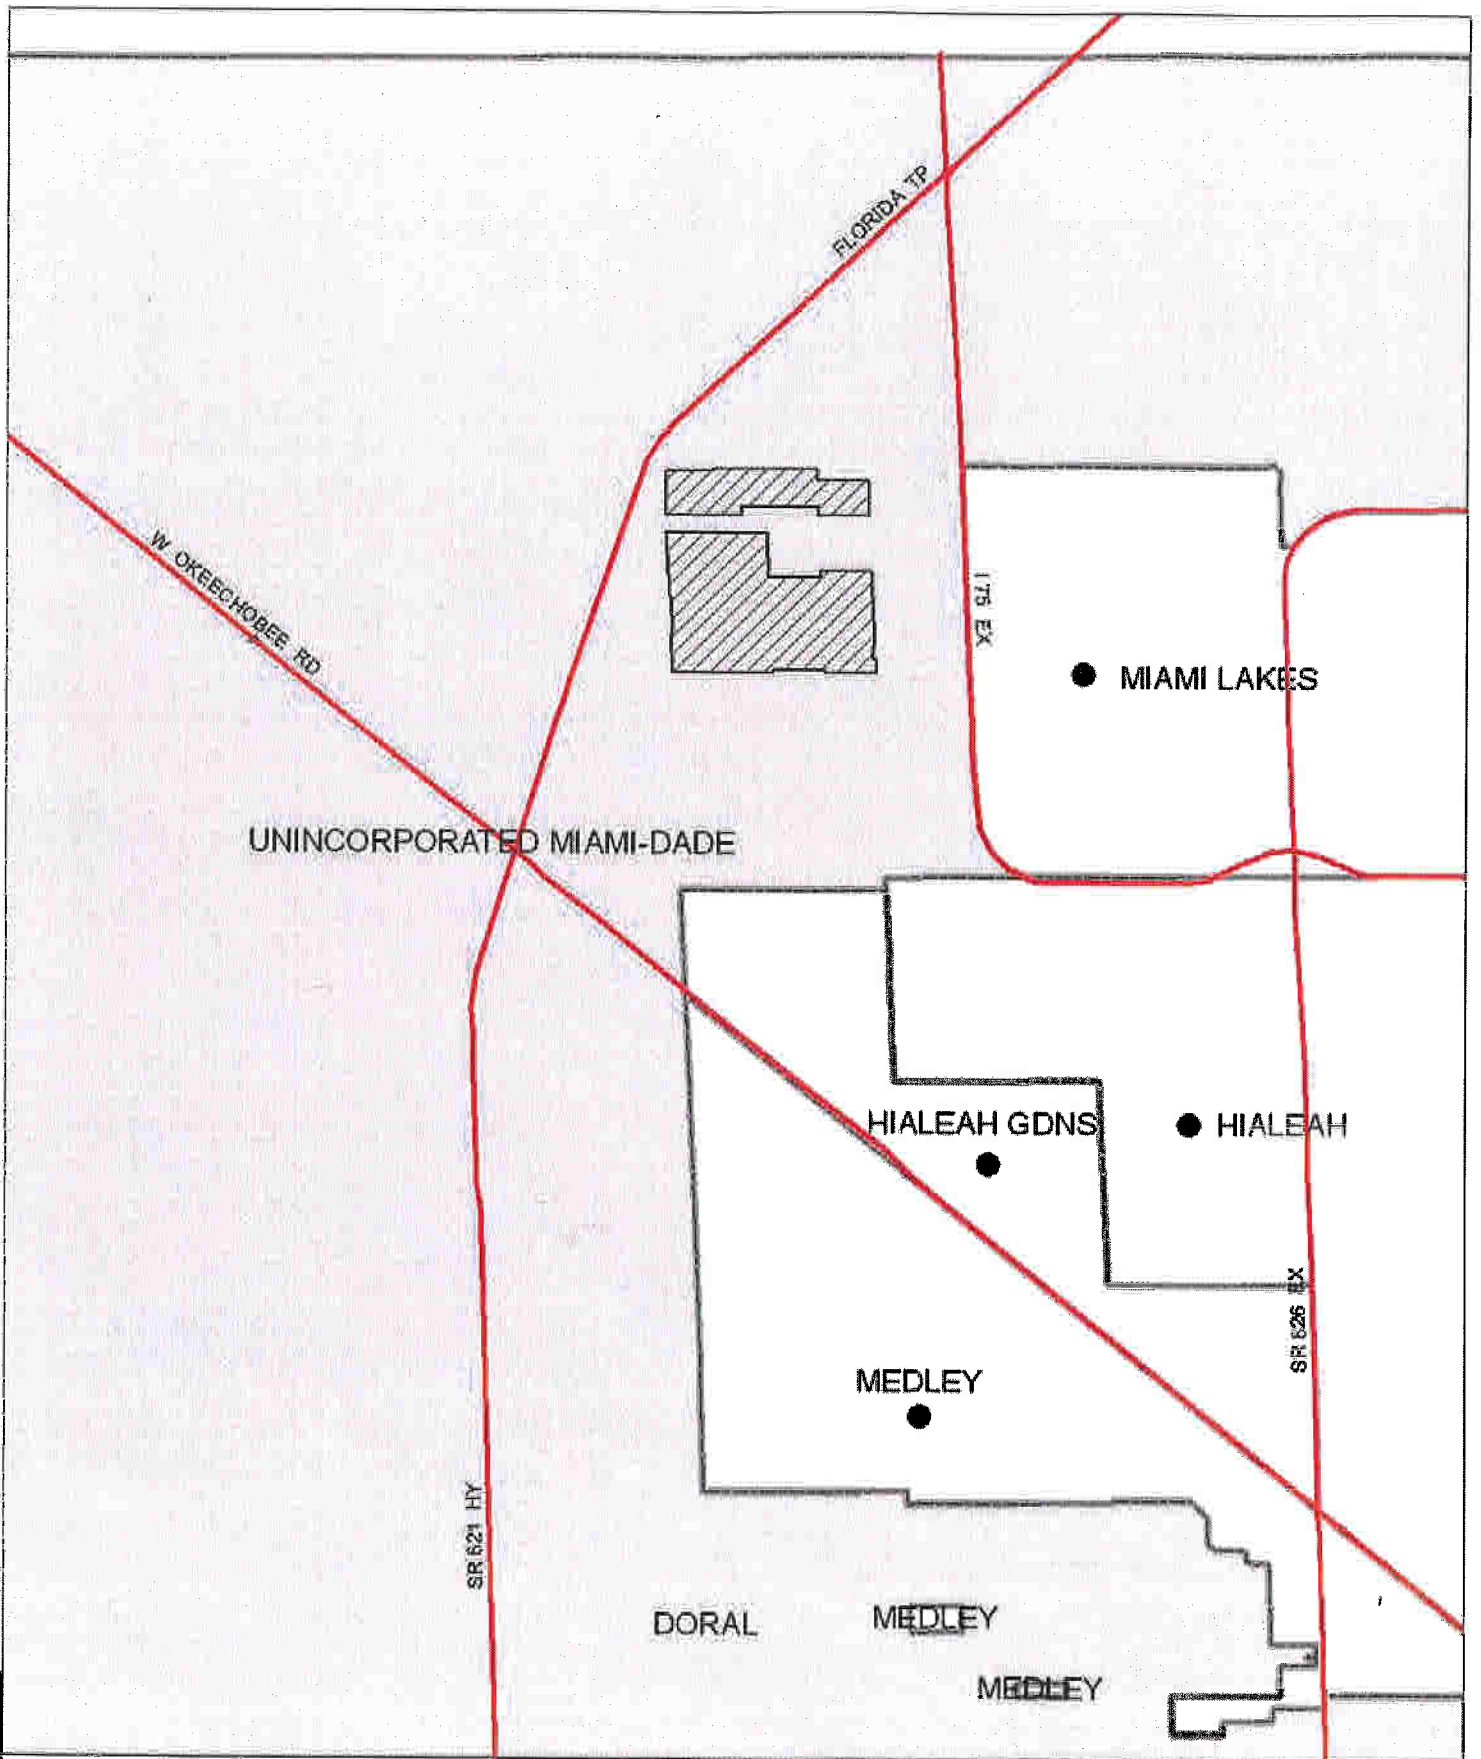 FLORIDA TP
W OKEECHOBEE RD
I 75 EX
MIAMI LAKES
UNINCORPORATED MIAMI-DADE
HIALEAH GDNS
HIALEAH
SR 826 EX
MEDLEY
SR 821 HY
DORAL
MEDLEY
MEDLEY